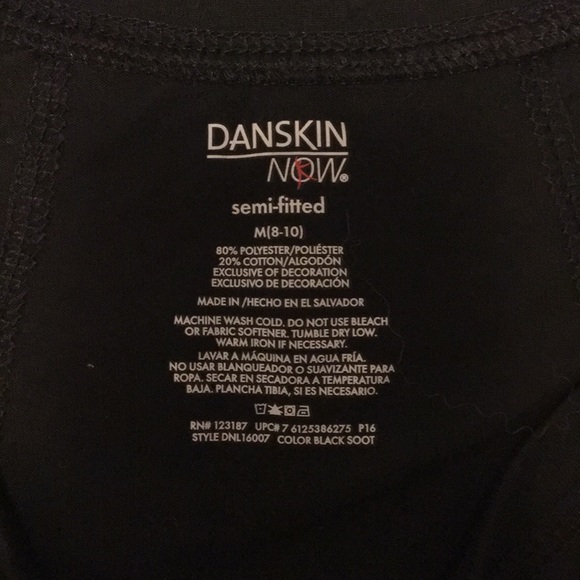 DANSKIN
NOW®
semi-fitted
M(8-10)
80% POLYESTER/POLIÉSTER
20% COTTON/ALGODÓN
EXCLUSIVE OF DECORATION
EXCLUSIVO DE DECORACIÓN
MADE IN /HECHO EN EL SALVADOR
MACHINE WASH COLD. DO NOT USE BLEACH
OR FABRIC SOFTENER. TUMBLE DRY LOW.
WARM IRON IF NECESSARY.
LAVAR A MÁQUINA EN AGUA FRÍA.
NO USAR BLANQUEADOR O SUAVIZANTE PARA
ROPA. SECAR EN SECADORA A TEMPERATURA
BAJA. PLANCHA TIBIA, SI ES NECESARIO.
RN# 123187 UPC# 7 6125386275 P16
STYLE DNL16007 COLOR BLACK SOOT